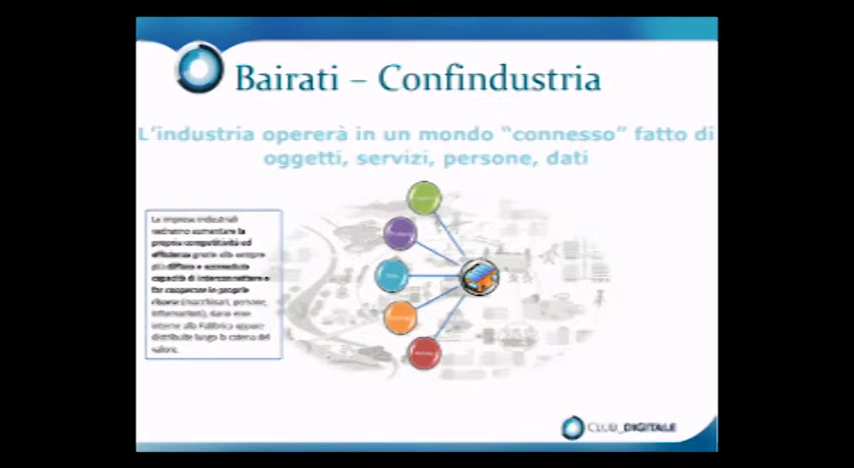 Bairati – Confindustria
L'industria opererà in un mondo "connesso" fatto di
oggetti, servizi, persone, dati
Le imprese industriali
vedranno aumentare la
propria competitività ed
efficienza grazie alla sempre
più diffusa e accresciuta
capacità di interconnettere e
far cooperare le proprie
risorse (macchinari, persone,
informazioni), siano esse
interne alla Fabbrica oppure
distribuite lungo la catena del
valore.
CLUB_DIGITALE